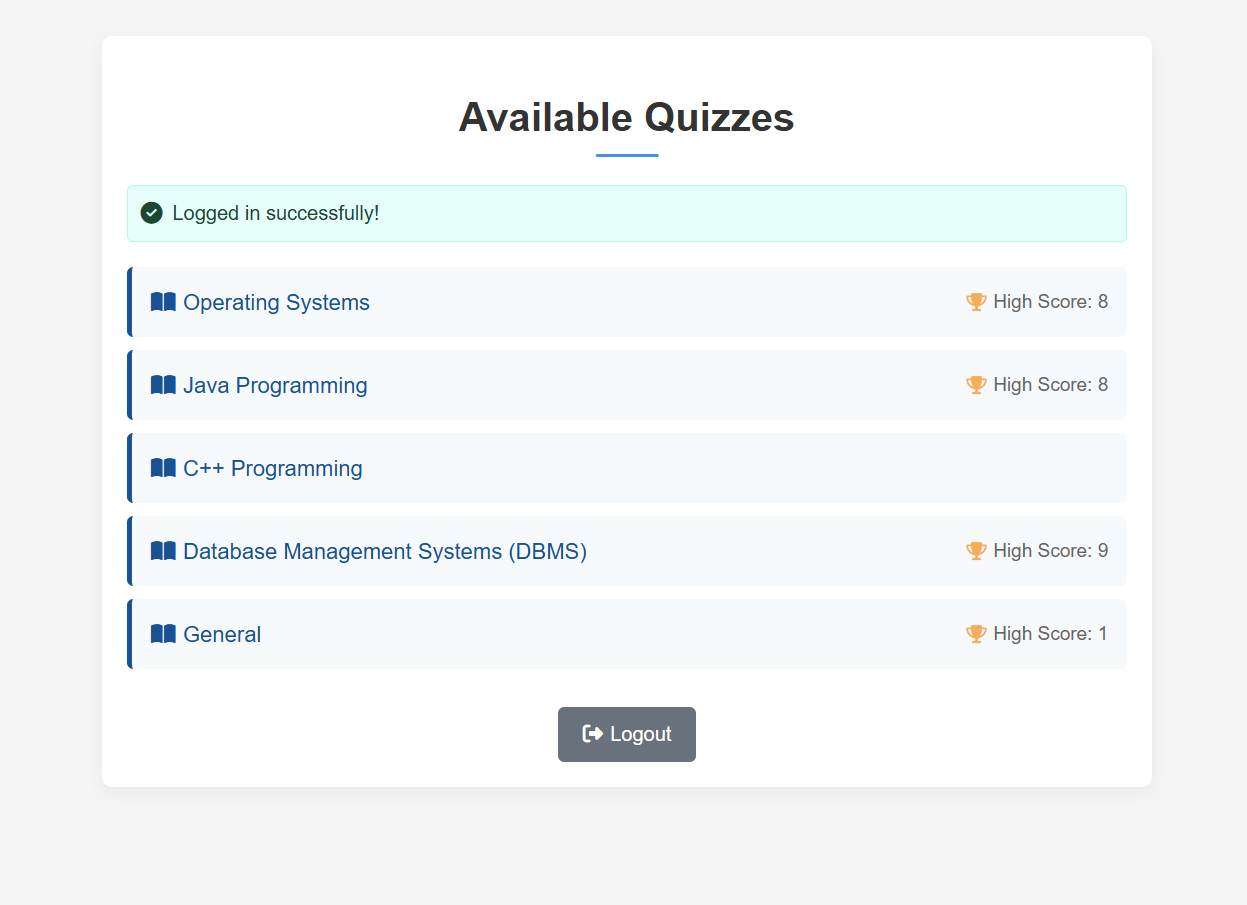 Available Quizzes
Logged in successfully!
Operating Systems High Score: 8
Java Programming High Score: 8
C++ Programming
Database Management Systems (DBMS) High Score: 9
General High Score: 1
Logout